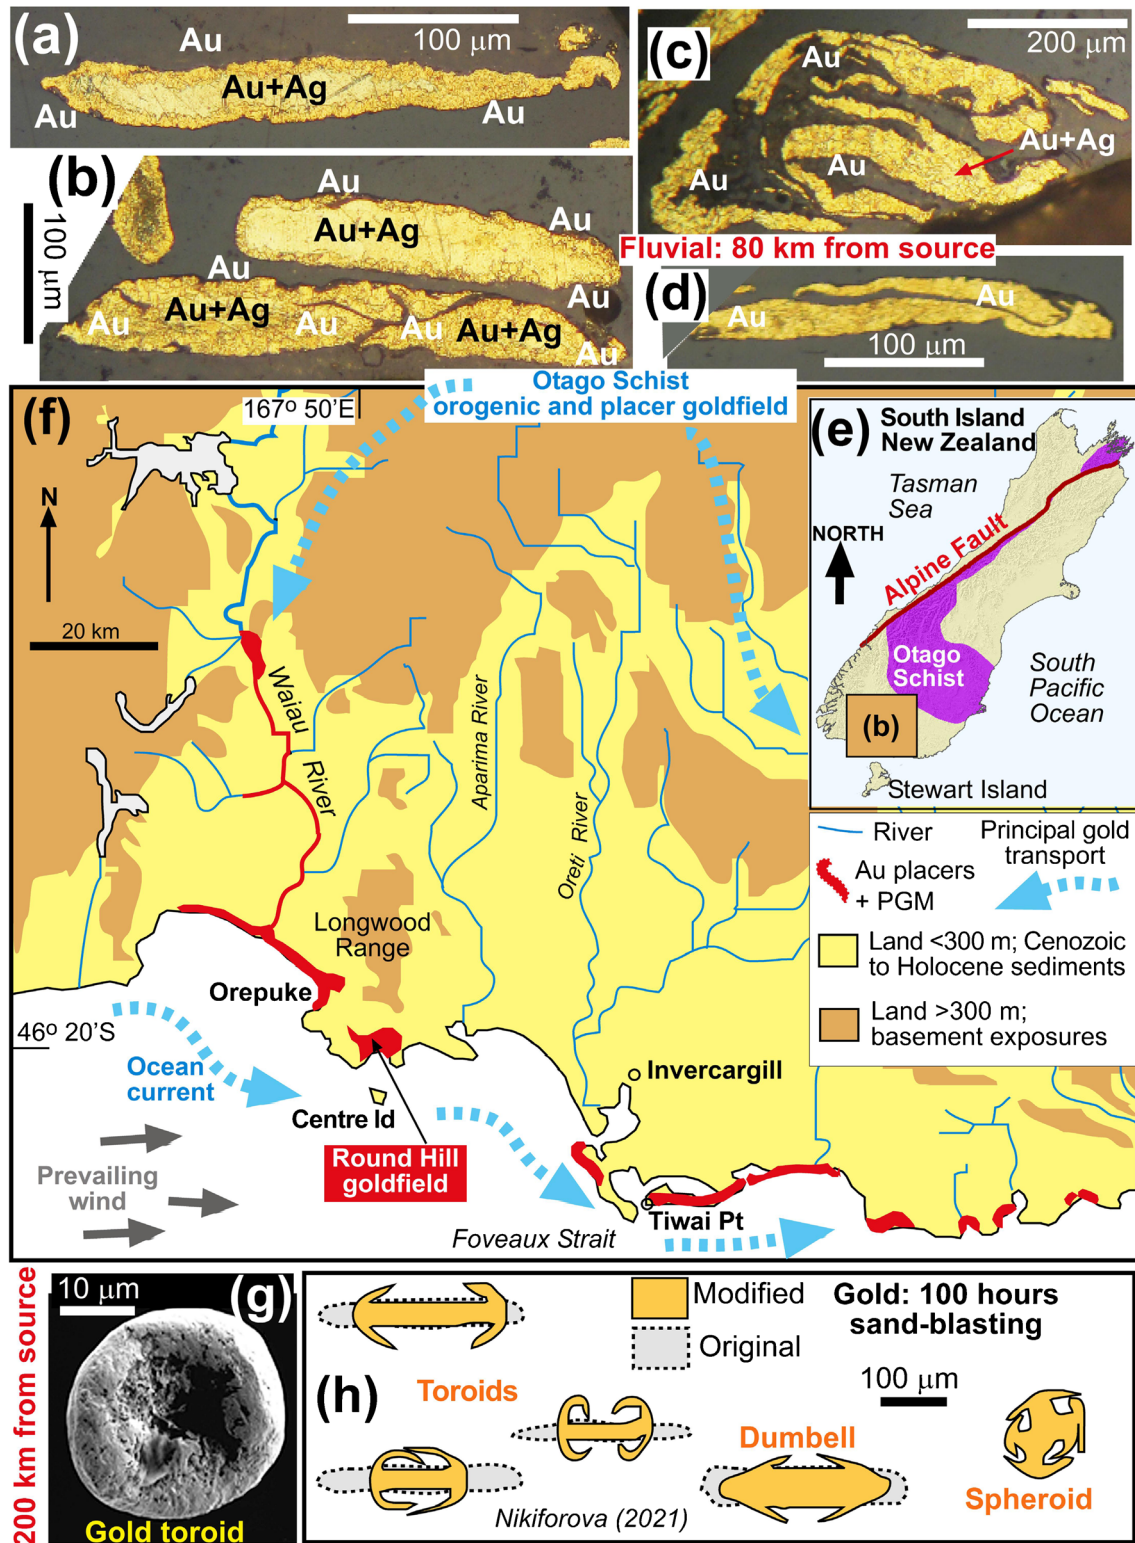 (a)
Au
100 μm
Au+Ag
Au
Au
(b)
Au
100 μm
Au+Ag
Au
Au
Au+Ag
Au
Au
Au
Au+Ag
Au
(c)
200 μm
Au
Au+Ag
Au
Au
Fluvial: 80 km from source
(d)
Au
Au
100 μm
(f)
167º 50’E
Otago Schist
orogenic and placer goldfield
N
20 km
Waiau
River
Aparima River
Oreti River
Longwood
Range
Orepuke
46º 20’S
Ocean
current
Centre Id
Invercargill
Round Hill
goldfield
Prevailing
wind
Tiwai Pt
Foveaux Strait
(e)
South Island
New Zealand
Tasman
Sea
NORTH
Alpine Fault
Otago
Schist
South
Pacific
Ocean
(b)
Stewart Island
River
Principal gold
transport
Au placers
+ PGM
Land <300 m; Cenozoic
to Holocene sediments
Land >300 m;
basement exposures
200 km from source
10 μm
(g)
Gold toroid
Modified
Original
Gold: 100 hours
sand-blasting
(h)
Toroids
100 μm
Dumbell
Spheroid
Nikiforova (2021)